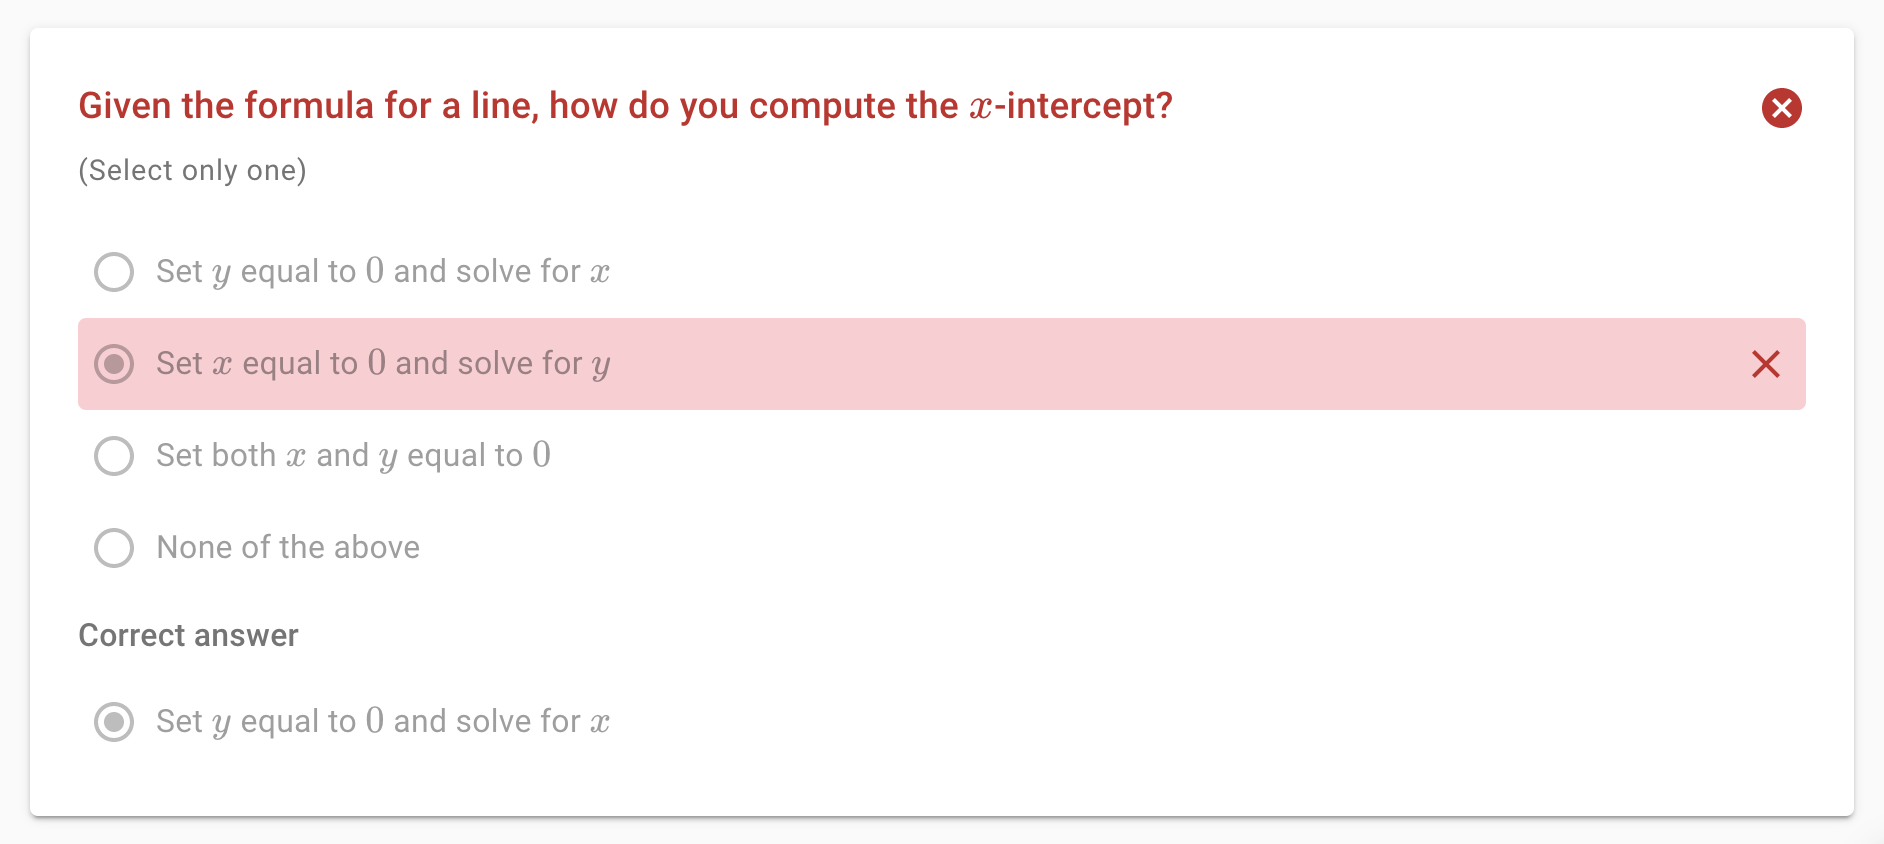 Given the formula for a line, how do you compute the x-intercept?
(Select only one)
Set y equal to 0 and solve for x
Set x equal to 0 and solve for y
Set both x and y equal to 0
None of the above
Correct answer
Set y equal to 0 and solve for x